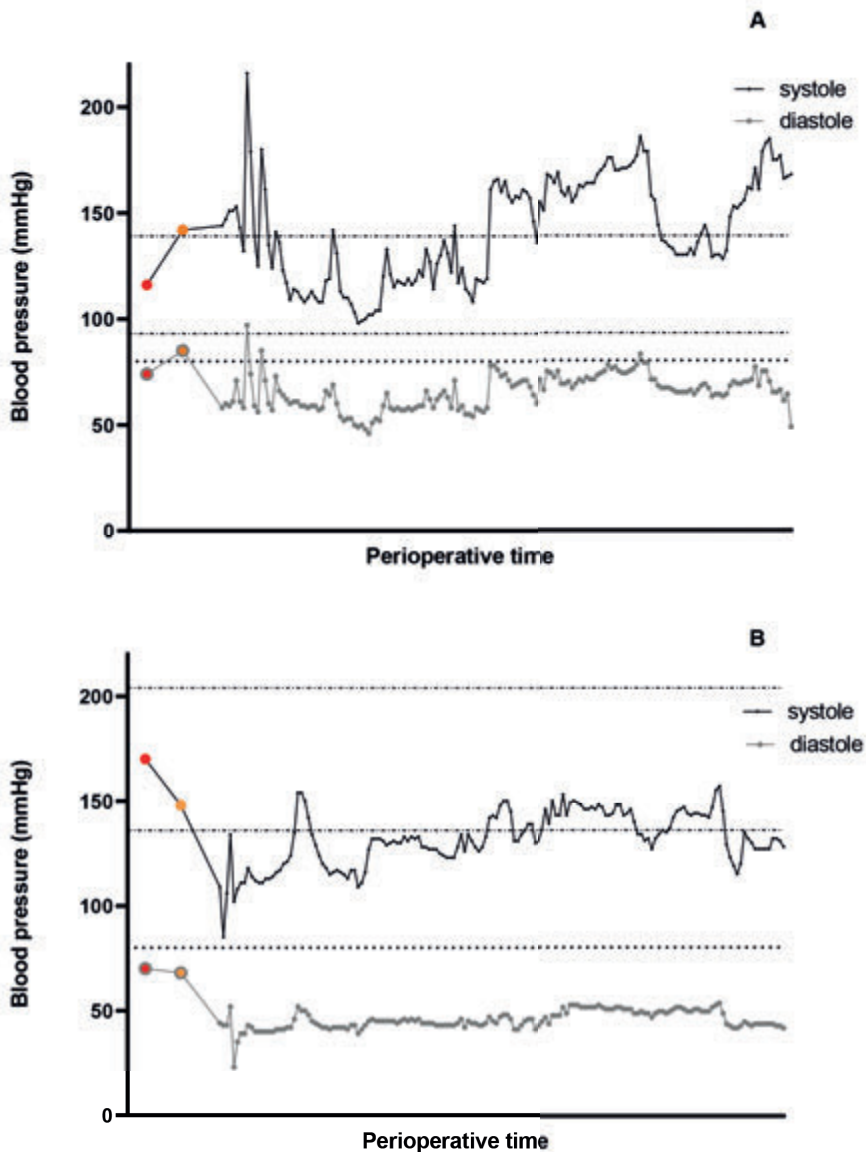 A
systole
diastole
200
150
100
50
0
Blood pressure (mmHg)
Perioperative time
B
systole
diastole
200
150
100
50
0
Blood pressure (mmHg)
Perioperative time